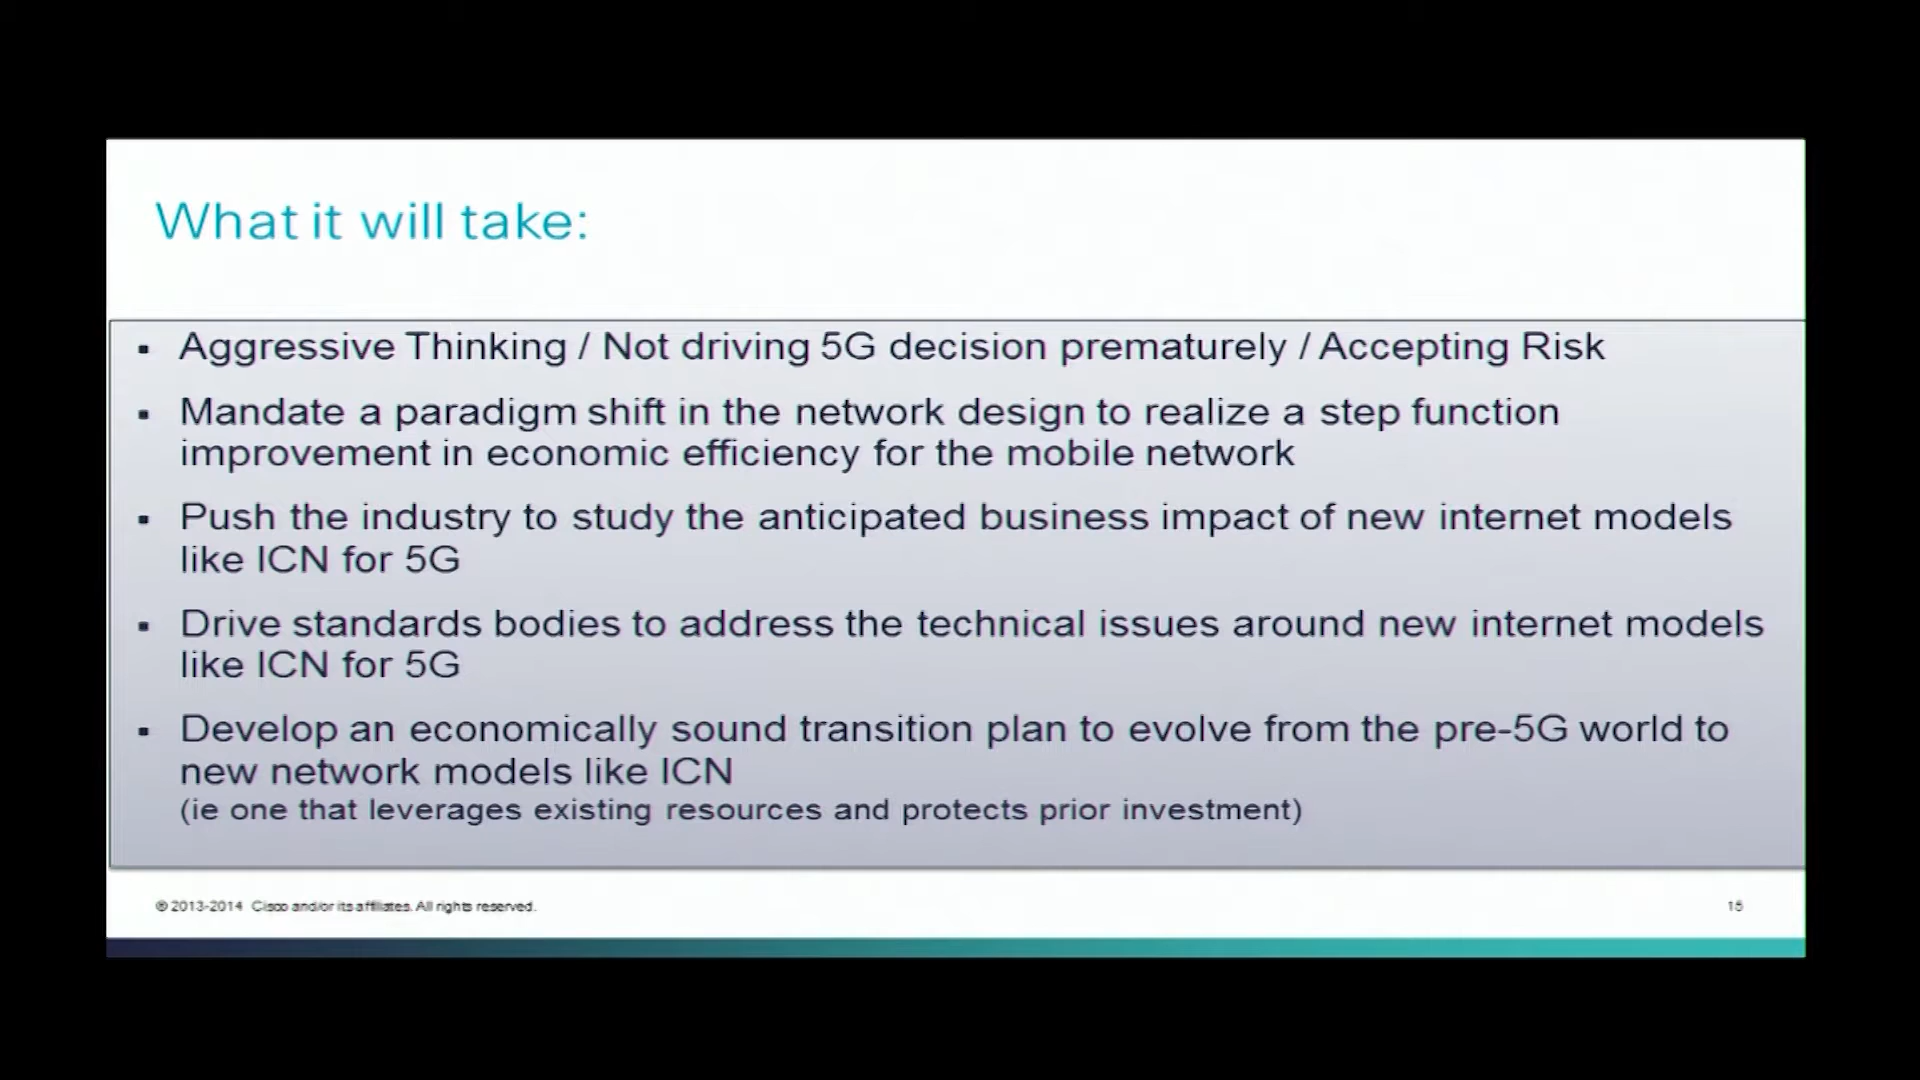 What it will take:
▪ Aggressive Thinking / Not driving 5G decision prematurely / Accepting Risk
▪ Mandate a paradigm shift in the network design to realize a step function
improvement in economic efficiency for the mobile network
▪ Push the industry to study the anticipated business impact of new internet models
like ICN for 5G
▪ Drive standards bodies to address the technical issues around new internet models
like ICN for 5G
▪ Develop an economically sound transition plan to evolve from the pre-5G world to
new network models like ICN
(ie one that leverages existing resources and protects prior investment)
© 2013-2014 Cisco and/or its affiliates. All rights reserved.
15